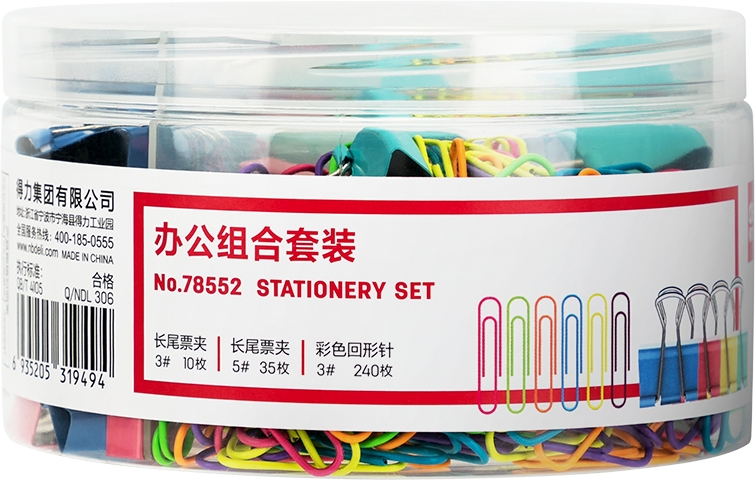 得力集团有限公司
地址:浙江省宁波市宁海县得力工业园
全国服务热线: 400-185-0555
www.nbdeli.com MADE IN CHINA
执行标准: 合格
QB/T 4105 Q/NDL 306
6 935205 319494
办公组合套装
No.78552 STATIONERY SET
长尾票夹 长尾票夹 彩色回形针
3# 10枚 5# 35枚 3# 240枚